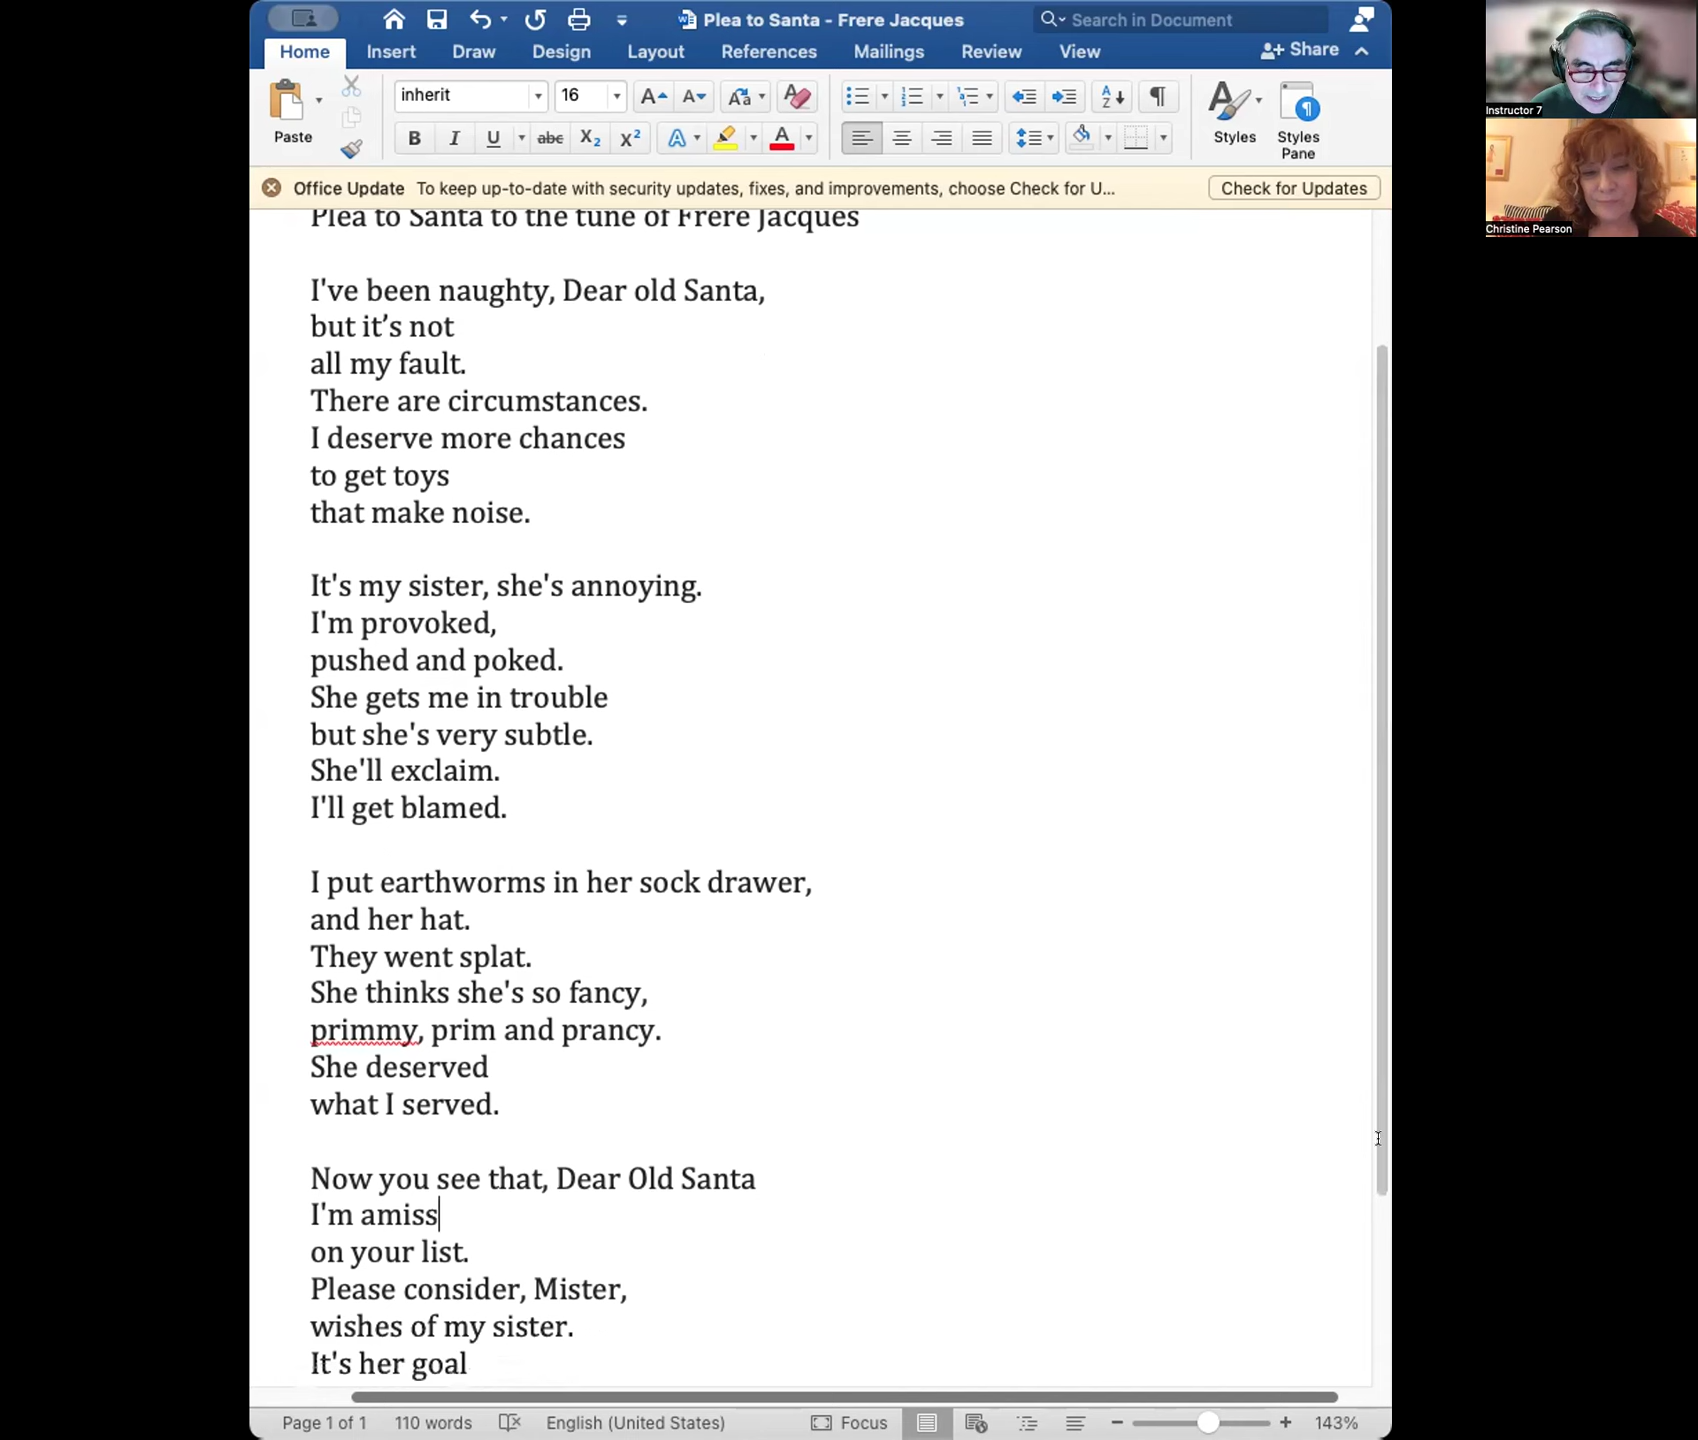 Plea to Santa - Frere Jacques
Search in Document
Home Insert Draw Design Layout References Mailings Review View Share
Paste
inherit 16
Styles
Styles Pane
Office Update To keep up-to-date with security updates, fixes, and improvements, choose Check for U... Check for Updates
Plea to Santa to the tune of Frere Jacques
I've been naughty, Dear old Santa,
but it’s not
all my fault.
There are circumstances.
I deserve more chances
to get toys
that make noise.
It's my sister, she's annoying.
I'm provoked,
pushed and poked.
She gets me in trouble
but she's very subtle.
She'll exclaim.
I'll get blamed.
I put earthworms in her sock drawer,
and her hat.
They went splat.
She thinks she's so fancy,
primmy, prim and prancy.
She deserved
what I served.
Now you see that, Dear Old Santa
I'm amiss
on your list.
Please consider, Mister,
wishes of my sister.
It's her goal
Page 1 of 1 110 words English (United States) Focus 143%
Instructor 7
Christine Pearson